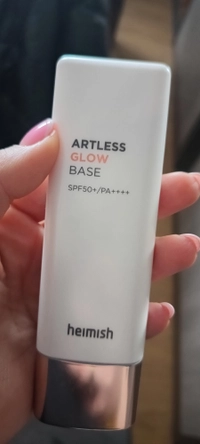 ARTLESS
GLOW
BASE
SPF50+/PA++++
heimish